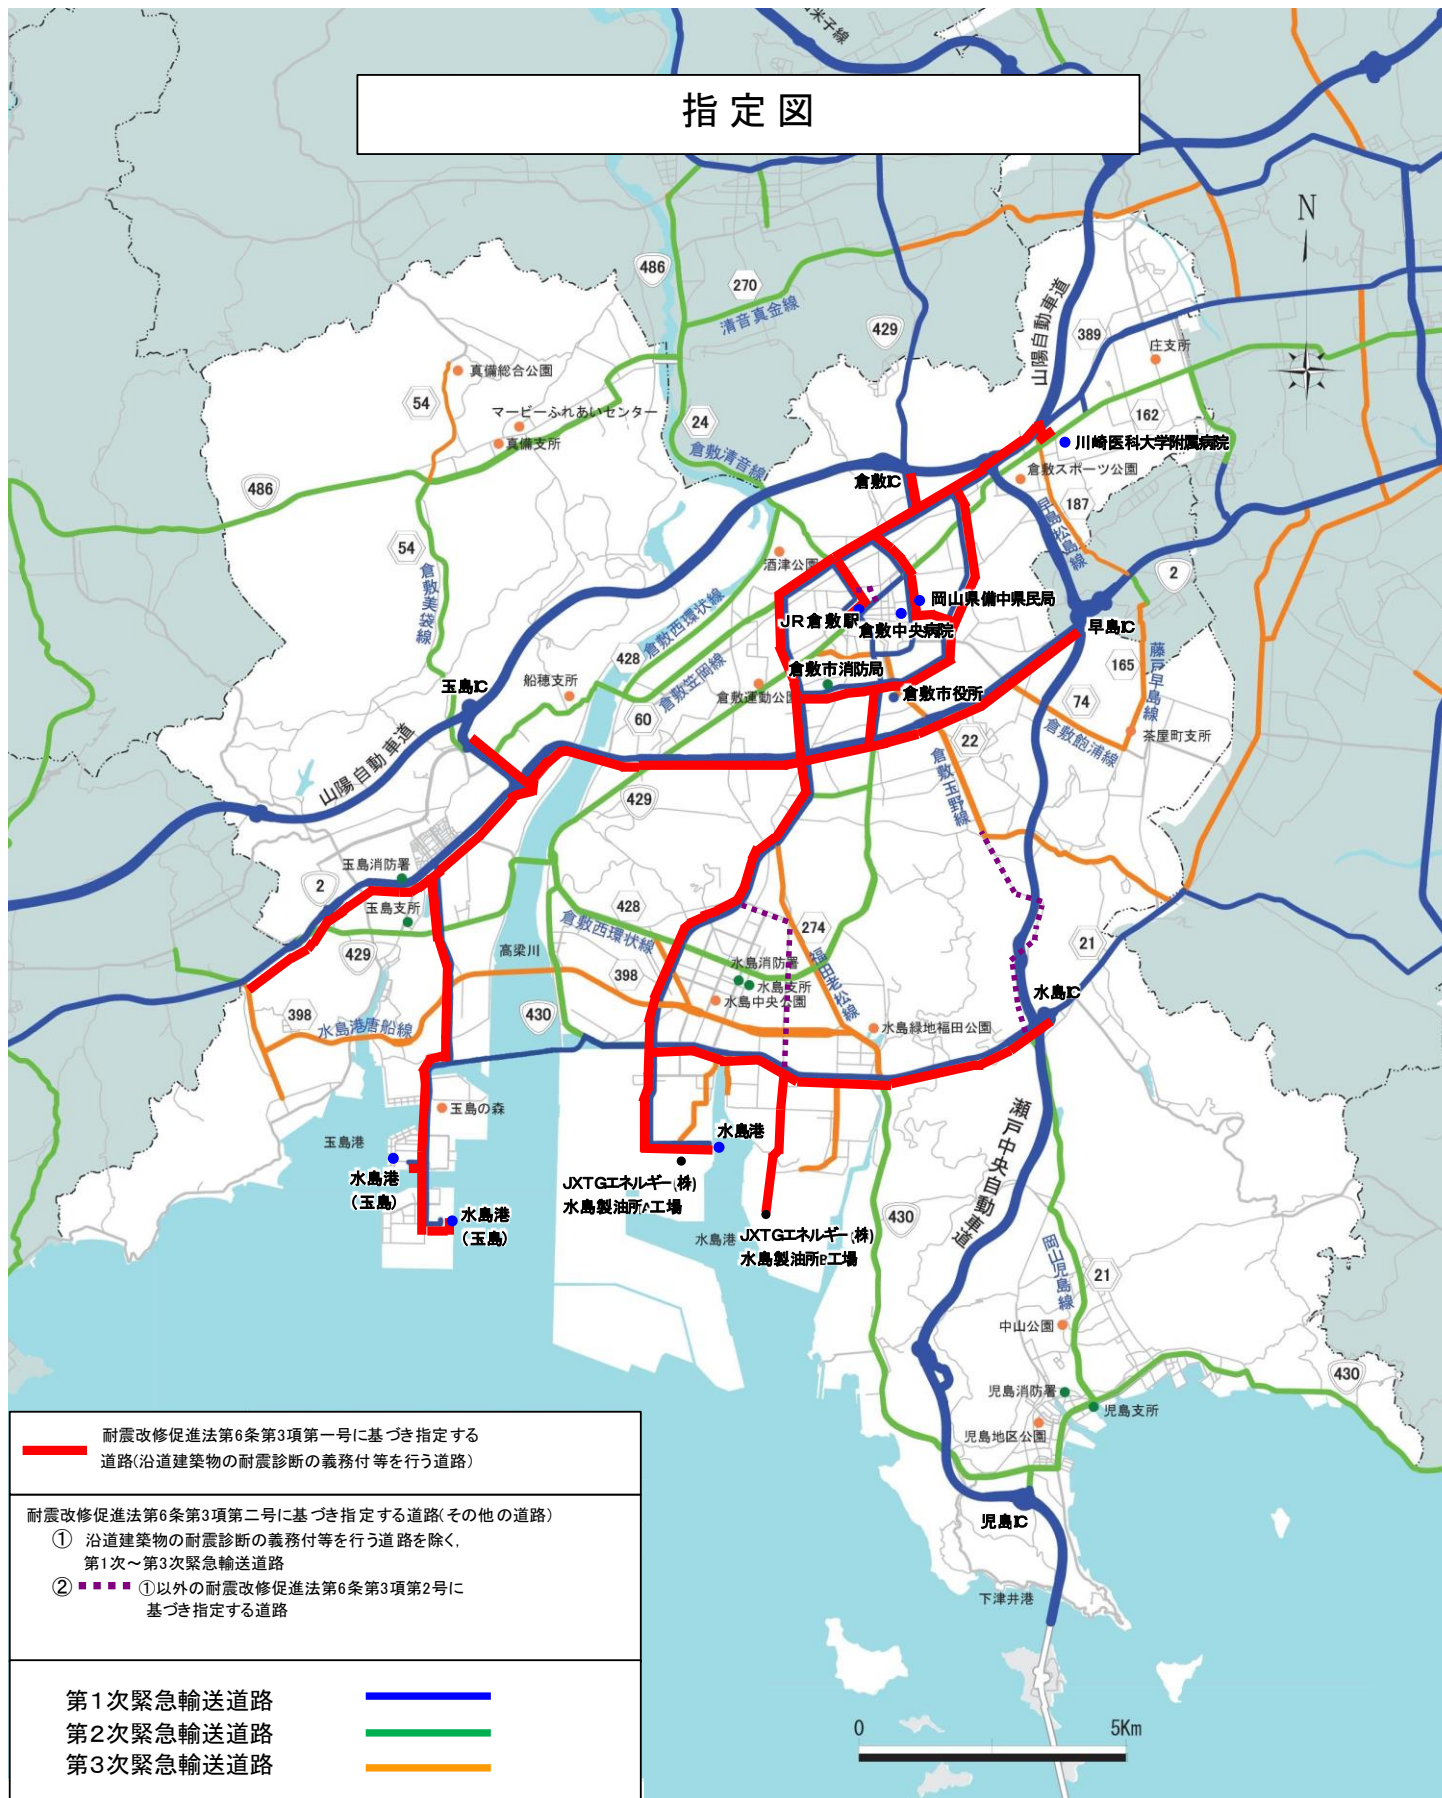 指定図
米子線
N
486
270
清音真金線
429
山陽自動車道
389
庄支所
真備総合公園
54
マービーふれあいセンター
真備支所
24
倉敷清音線
162
川崎医科大学附属病院
倉敷スポーツ公園
486
倉敷IC
187
早島松島線
54
倉敷美袋線
酒津公園
2
岡山県備中県民局
JR倉敷駅
倉敷中央病院
早島IC
倉敷西環状線
428
倉敷笠岡線
倉敷市消防局
165
藤戸早島線
玉島IC
船穂支所
倉敷運動公園
倉敷市役所
74
倉敷飽浦線
茶屋町支所
60
22
倉敷玉野線
山陽自動車道
429
玉島消防署
2
玉島支所
428
倉敷西環状線
274
福田老松線
21
429
高梁川
水島消防署
398
水島支所
水島中央公園
水島IC
398
水島港唐船線
430
水島緑地福田公園
玉島の森
瀬戸中央自動車道
玉島港
水島港
水島港
(玉島)
JXTGエネルギー(株)
水島製油所A工場
水島港
(玉島)
水島港
JXTGエネルギー(株)
水島製油所B工場
430
岡山児島線
21
中山公園
430
児島消防署
児島支所
児島地区公園
児島IC
下津井港
耐震改修促進法第6条第3項第一号に基づき指定する
道路(沿道建築物の耐震診断の義務付等を行う道路)
耐震改修促進法第6条第3項第二号に基づき指定する道路(その他の道路)
① 沿道建築物の耐震診断の義務付等を行う道路を除く,
第1次～第3次緊急輸送道路
② ①以外の耐震改修促進法第6条第3項第2号に
基づき指定する道路
第1次緊急輸送道路
第2次緊急輸送道路
第3次緊急輸送道路
0 5Km